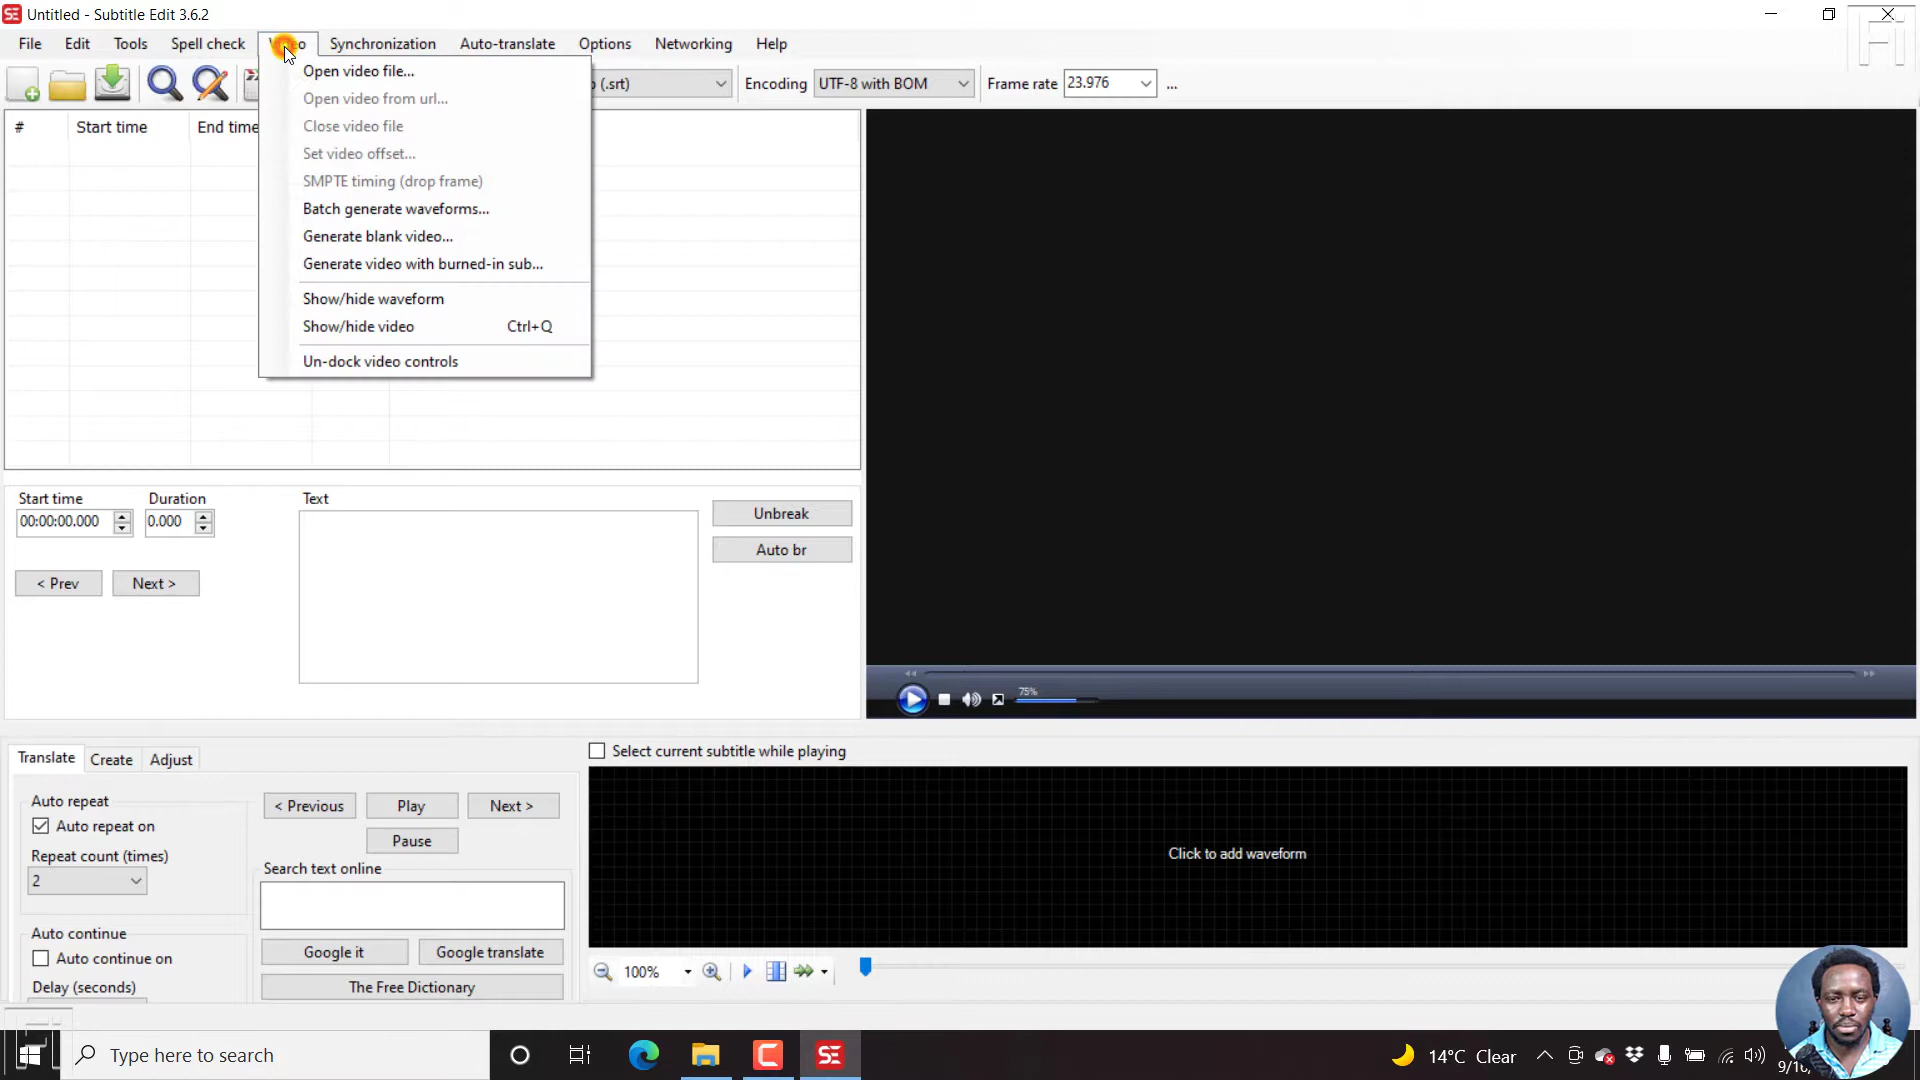 SE Untitled - Subtitle Edit 3.6.2
File Edit Tools Spell check Synchronization Auto-translate Options Networking Help
Open video file...
Open video from url...
Close video file
Set video offset...
SMPTE timing (drop frame)
Batch generate waveforms...
Generate blank video...
Generate video with burned-in sub...
Show/hide waveform
Show/hide video Ctrl+Q
Un-dock video controls
(.srt) Encoding UTF-8 with BOM Frame rate 23.976 ...
# Start time End time
Start time Duration Text
00:00:00.000 0.000
Unbreak
Auto br
< Prev Next >
75%
Translate Create Adjust
Select current subtitle while playing
Auto repeat
Auto repeat on
Repeat count (times)
2
< Previous Play Next >
Pause
Search text online
Click to add waveform
Auto continue
Auto continue on
Delay (seconds)
Google it Google translate
The Free Dictionary
100%
Type here to search
SE
14°C Clear